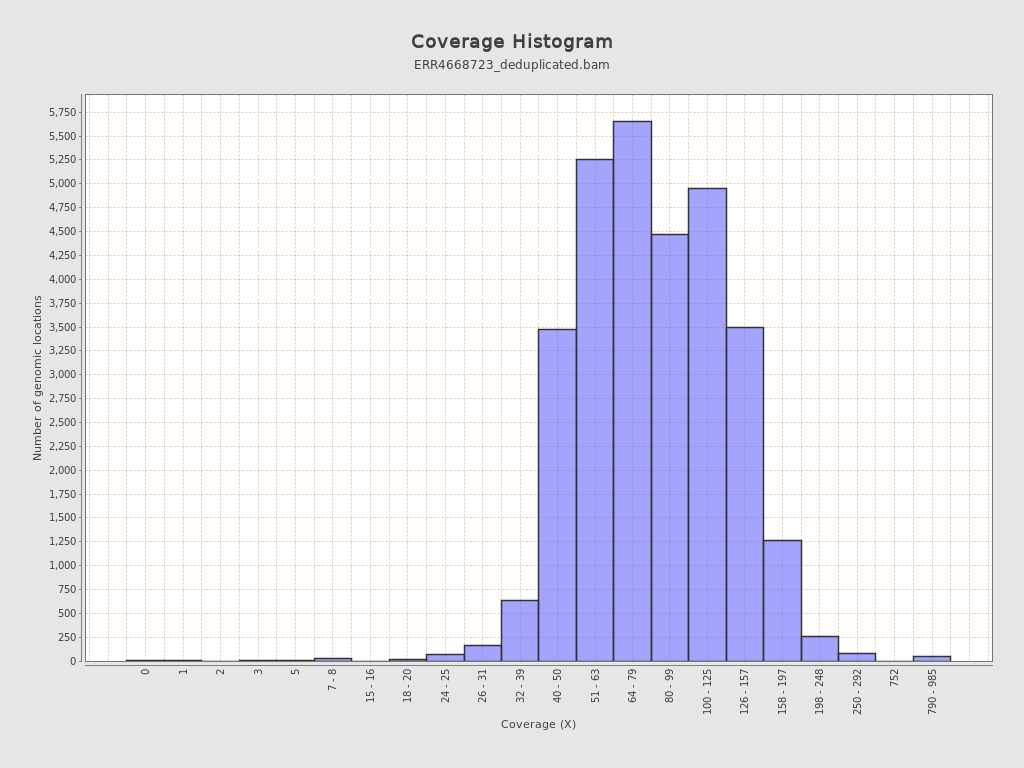 Coverage Histogram
ERR4668723_deduplicated.bam
Number of genomic locations
5,750
5,500
5,250
5,000
4,750
4,500
4,250
4,000
3,750
3,500
3,250
3,000
2,750
2,500
2,250
2,000
1,750
1,500
1,250
1,000
750
500
250
0
0
1
2
3
5
7 - 8
15 - 16
18 - 20
24 - 25
26 - 31
32 - 39
40 - 50
51 - 63
64 - 79
80 - 99
100 - 125
126 - 157
158 - 197
198 - 248
250 - 292
752
790 - 985
Coverage (X)